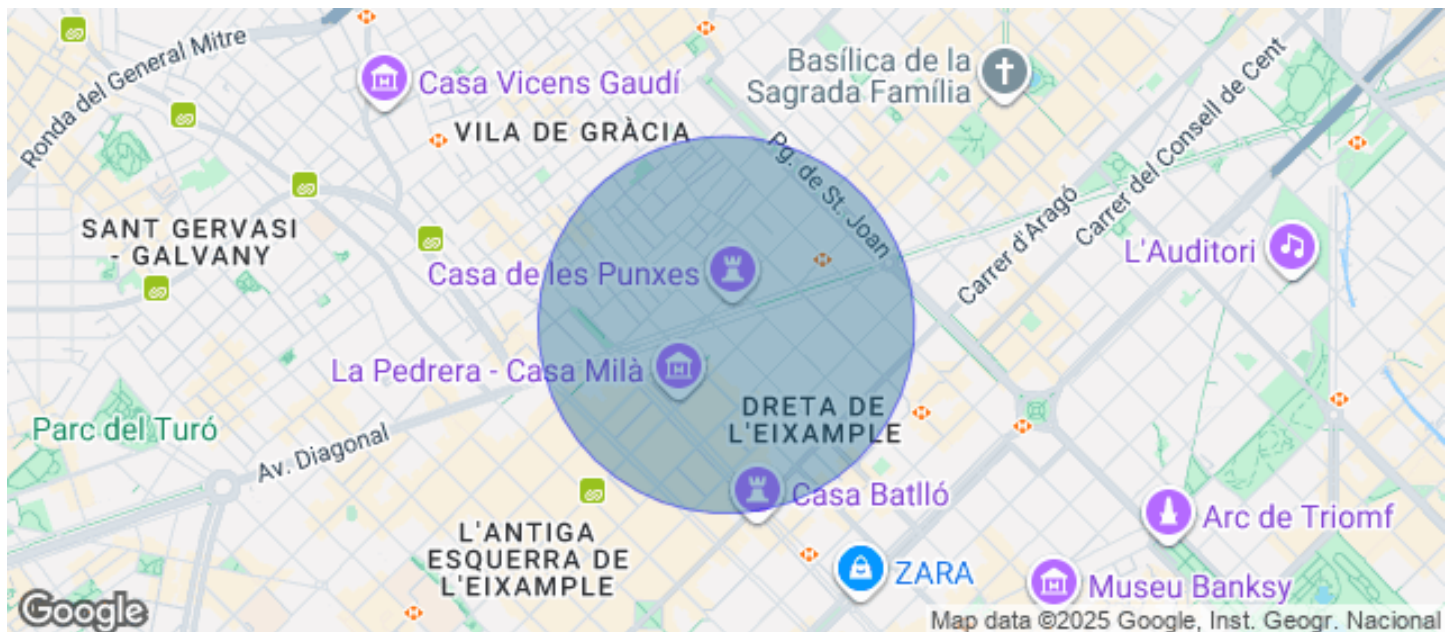 Ronda del General Mitre
Casa Vicens Gaudí
Basílica de la
Sagrada Família
VILA DE GRÀCIA
Pg. de St. Joan
Carrer del Consell de Cent
Carrer d'Aragó
SANT GERVASI
- GALVANY
L'Auditori
Casa de les Punxes
La Pedrera - Casa Milà
Parc del Turó
DRETA DE
L'EIXAMPLE
Av. Diagonal
Casa Batlló
Arc de Triomf
L'ANTIGA
ESQUERRA DE
L'EIXAMPLE
ZARA
Museu Banksy
Google
Map data ©2025 Google, Inst. Geogr. Nacional